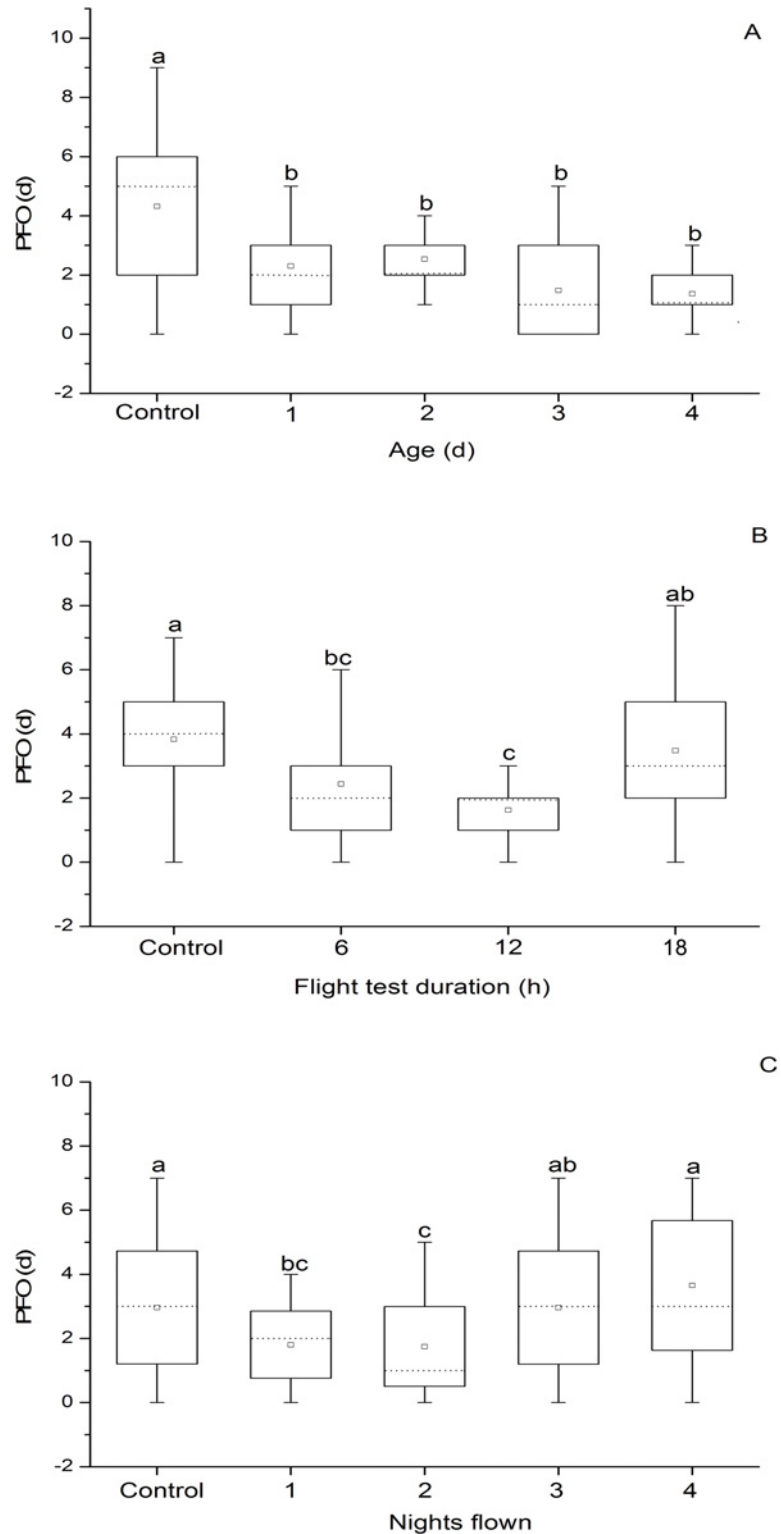 A
10
8
6
4
2
0
-2
PFO(d)
a
b
b
b
b
Control 1 2 3 4
Age (d)
B
10
8
6
4
2
0
-2
PFO(d)
a
bc
c
ab
Control 6 12 18
Flight test duration (h)
C
10
8
6
4
2
0
-2
PFO(d)
a
bc
c
ab
a
Control 1 2 3 4
Nights flown